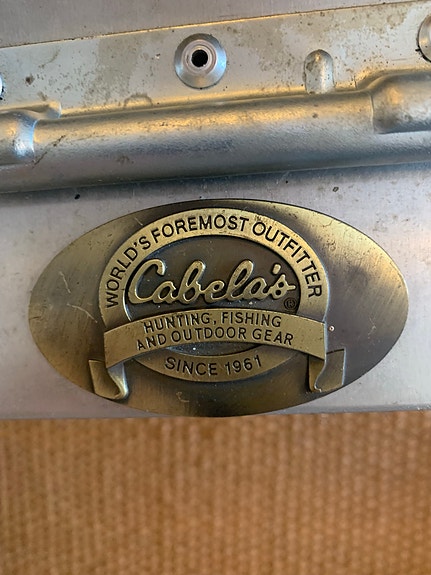 WORLD'S FOREMOST OUTFITTER
Cabela's®
HUNTING, FISHING
AND OUTDOOR GEAR
SINCE 1961